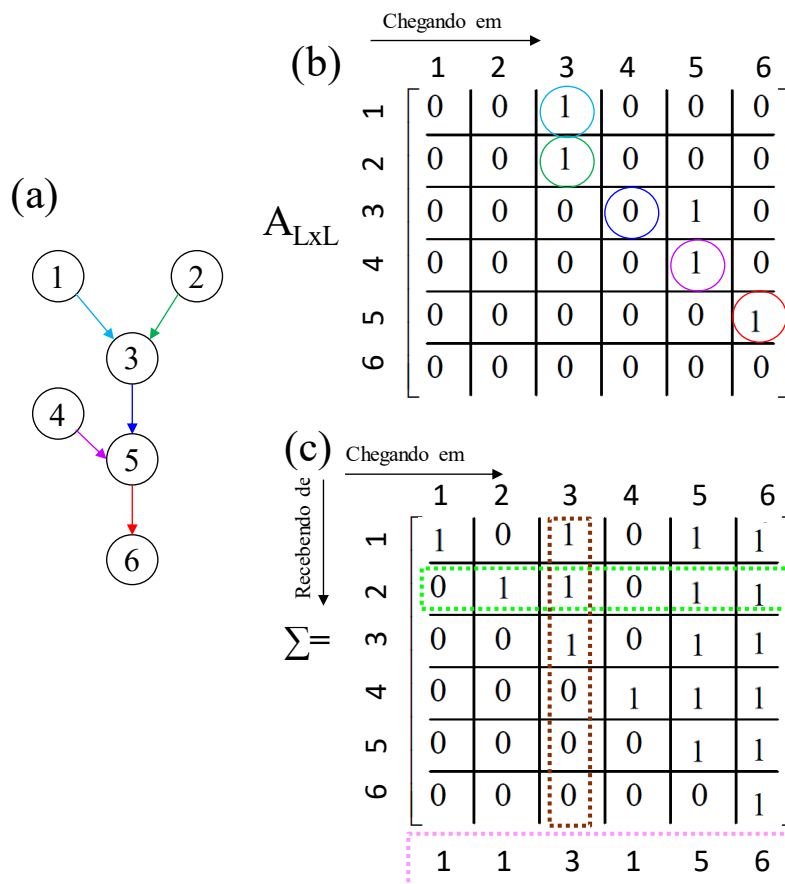 (a)
1 2
3
4
5
6
(b)
Chegando em
1 2 3 4 5 6
A_LxL
1 0 0 1 0 0 0
2 0 0 1 0 0 0
3 0 0 0 0 1 0
4 0 0 0 0 1 0
5 0 0 0 0 0 1
6 0 0 0 0 0 0
(c)
Chegando em
Recebendo de
1 2 3 4 5 6
∑=
1 1 0 1 0 1 1
2 0 1 1 0 1 1
3 0 0 1 0 1 1
4 0 0 0 1 1 1
5 0 0 0 0 1 1
6 0 0 0 0 0 1
1 1 3 1 5 6